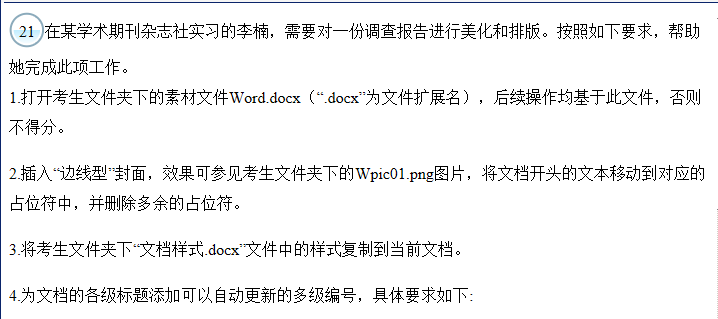 21 在某学术期刊杂志社实习的李楠，需要对一份调查报告进行美化和排版。按照如下要求，帮助
她完成此项工作。
1.打开考生文件夹下的素材文件Word.docx（“.docx”为文件扩展名），后续操作均基于此文件，否则
不得分。
2.插入“边线型”封面，效果可参见考生文件夹下的Wpic01.png图片，将文档开头的文本移动到对应的
占位符中，并删除多余的占位符。
3.将考生文件夹下“文档样式.docx”文件中的样式复制到当前文档。
4.为文档的各级标题添加可以自动更新的多级编号，具体要求如下: